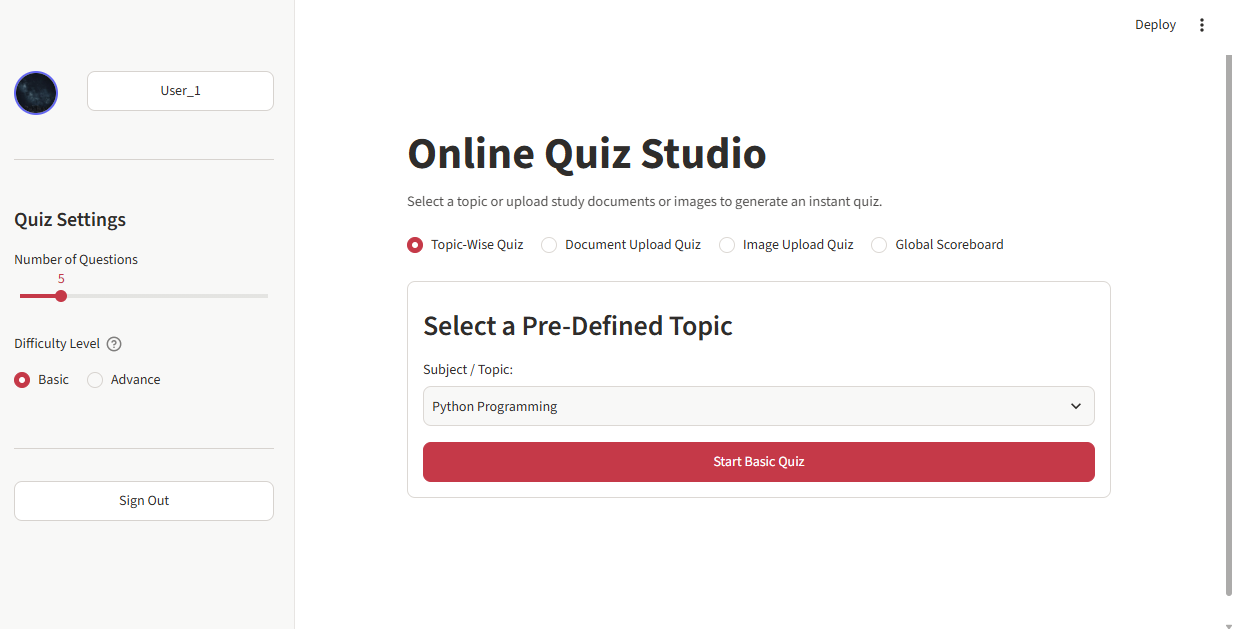 Deploy
User_1
Online Quiz Studio
Select a topic or upload study documents or images to generate an instant quiz.
Quiz Settings
Number of Questions
5
Difficulty Level
Basic Advance
Sign Out
Topic-Wise Quiz Document Upload Quiz Image Upload Quiz Global Scoreboard
Select a Pre-Defined Topic
Subject / Topic:
Python Programming
Start Basic Quiz